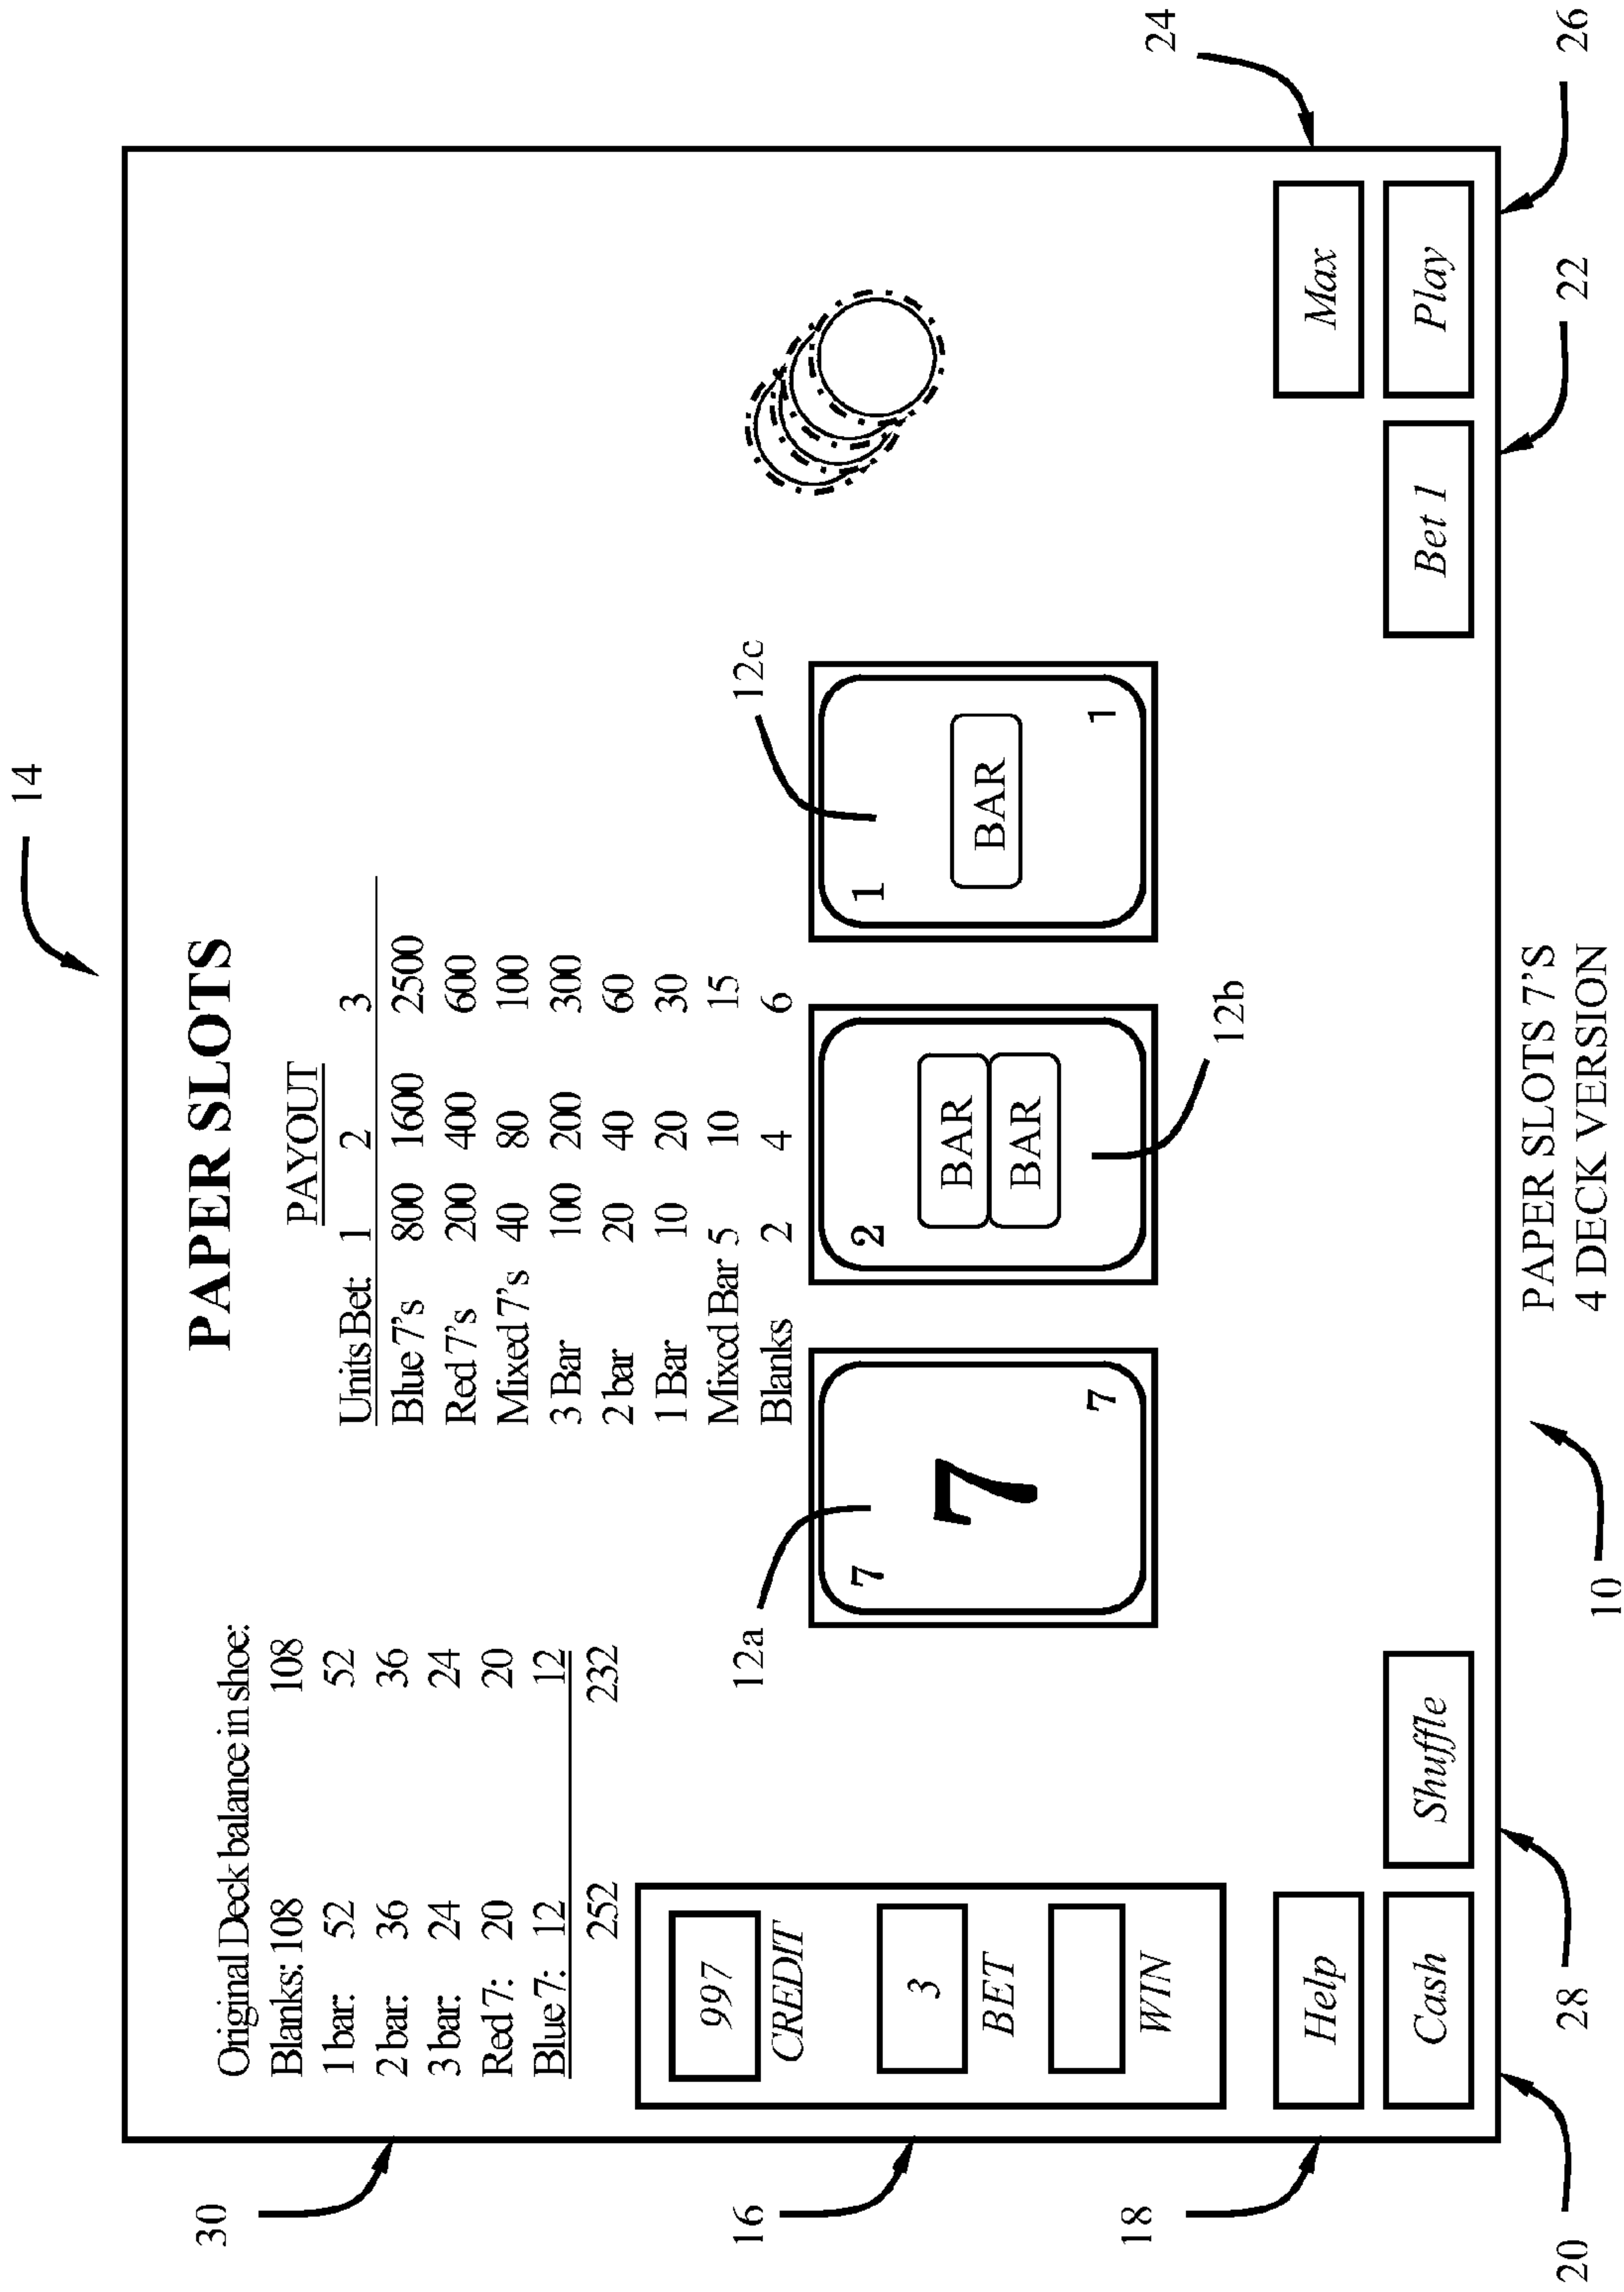 14
PAPER SLOTS
30
Original Deck balance in shoe:
Blanks: 108 108
1 bar: 52 52
2 bar: 36 36
3 bar: 24 24
Red 7: 20 20
Blue 7: 12 12
252 232
PAYOUT
Units Bet: 1 2 3
Blue 7's 800 1600 2500
Red 7's 200 400 600
Mixed 7's 40 80 100
3 Bar 100 200 300
2 bar 20 40 60
1 Bar 10 20 30
Mixed Bar 5 10 15
Blanks 2 4 6
16
997
CREDIT
3
BET
WIN
12a
7
7
7
2
BAR
BAR
12b
12c
1
BAR
1
18
Help
Cash
Shuffle
Bet 1
Max
Play
24
20
28
10
PAPER SLOTS 7'S
4 DECK VERSION
22
26